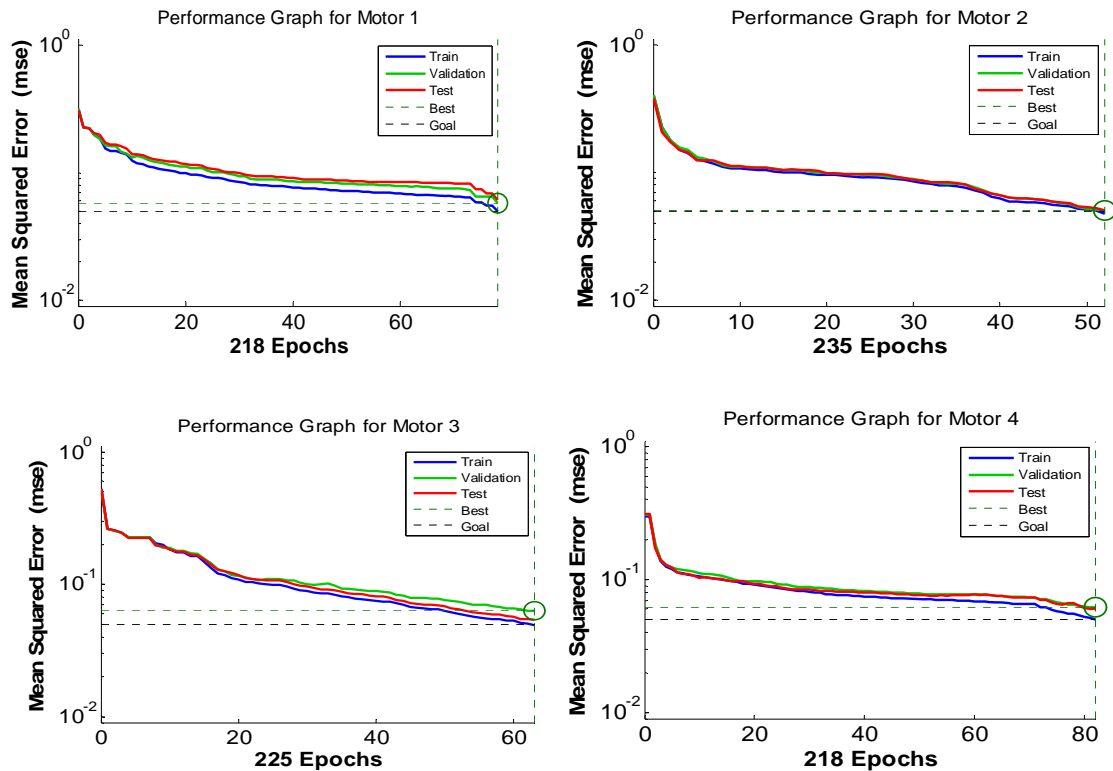 Performance Graph for Motor 1
Mean Squared Error (mse)
10^0
10^-2
Train
Validation
Test
Best
Goal
0 20 40 60
218 Epochs
Performance Graph for Motor 2
Mean Squared Error (mse)
10^0
10^-2
Train
Validation
Test
Best
Goal
0 10 20 30 40 50
235 Epochs
Performance Graph for Motor 3
Mean Squared Error (mse)
10^0
10^-1
10^-2
Train
Validation
Test
Best
Goal
0 20 40 60
225 Epochs
Performance Graph for Motor 4
Mean Squared Error (mse)
10^0
10^-1
10^-2
Train
Validation
Test
Best
Goal
0 20 40 60 80
218 Epochs